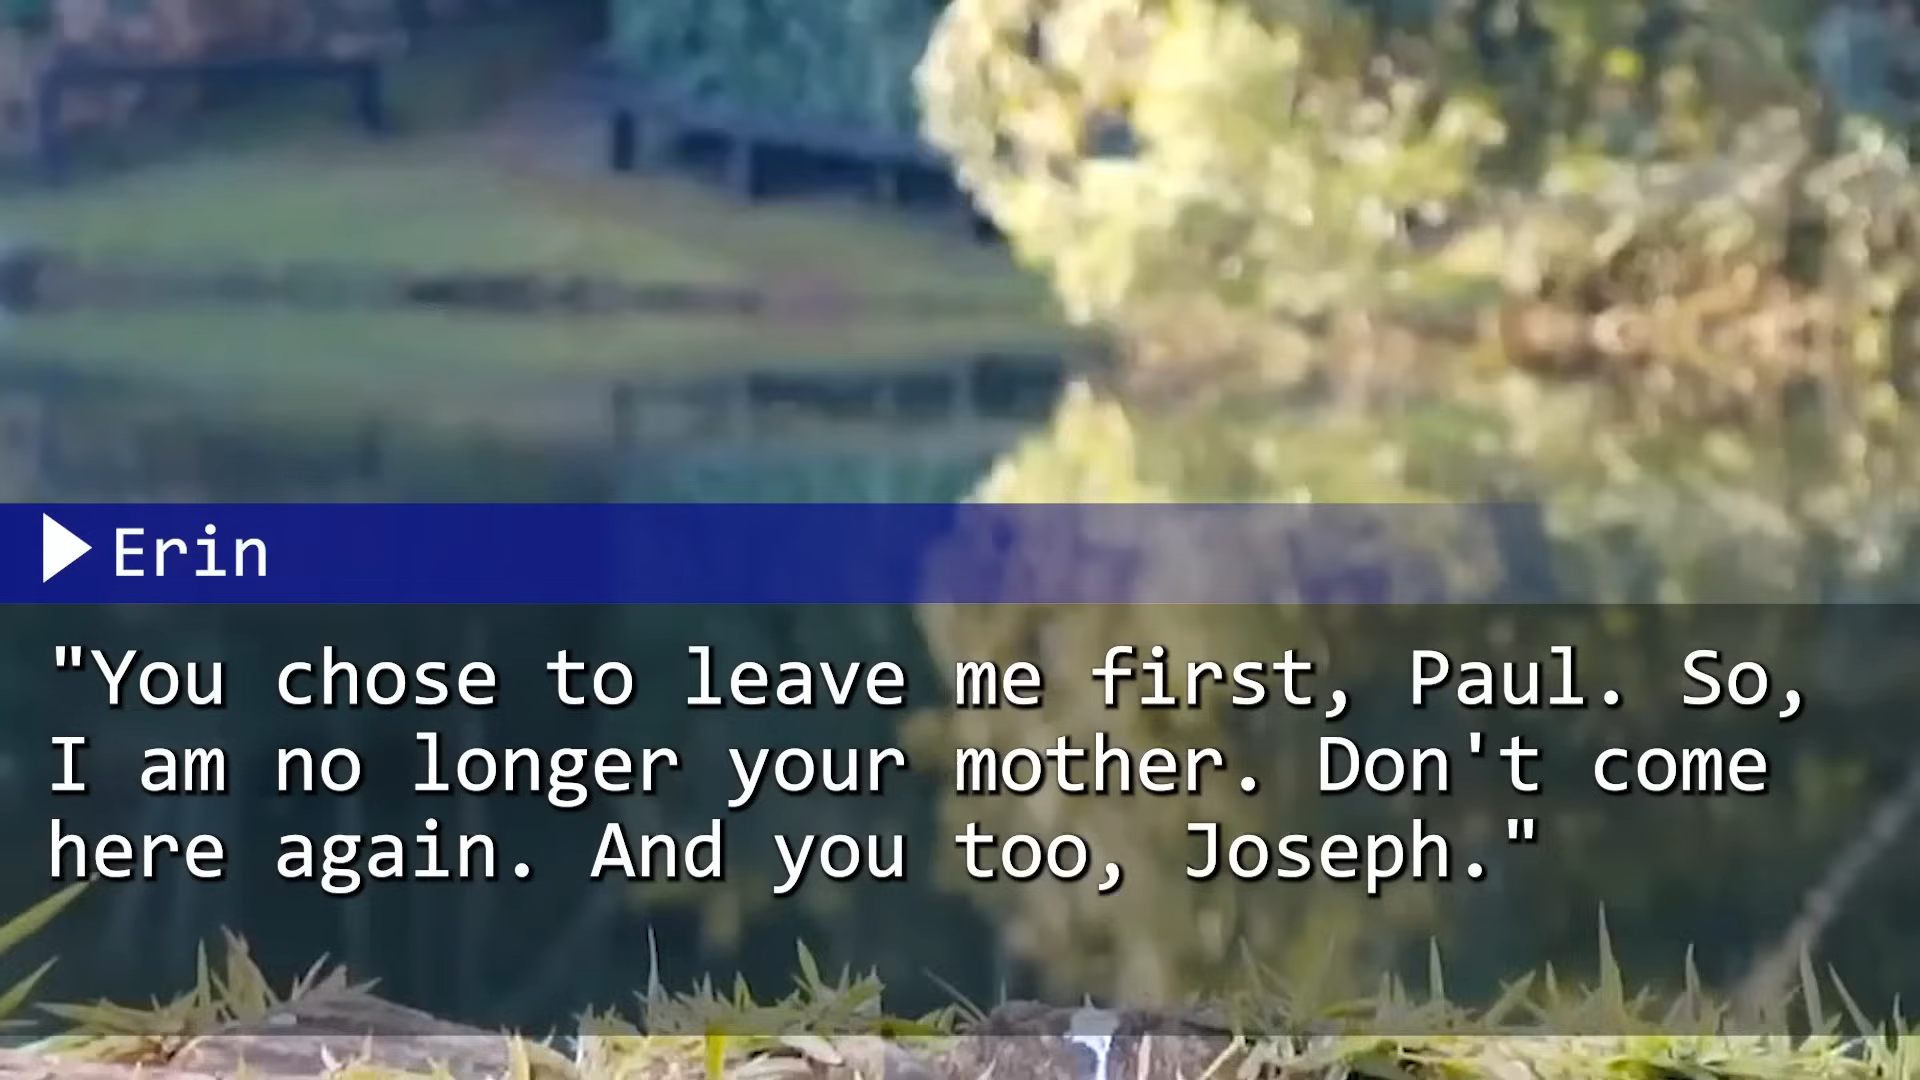 Erin
"You chose to leave me first, Paul. So,
I am no longer your mother. Don't come
here again. And you too, Joseph."